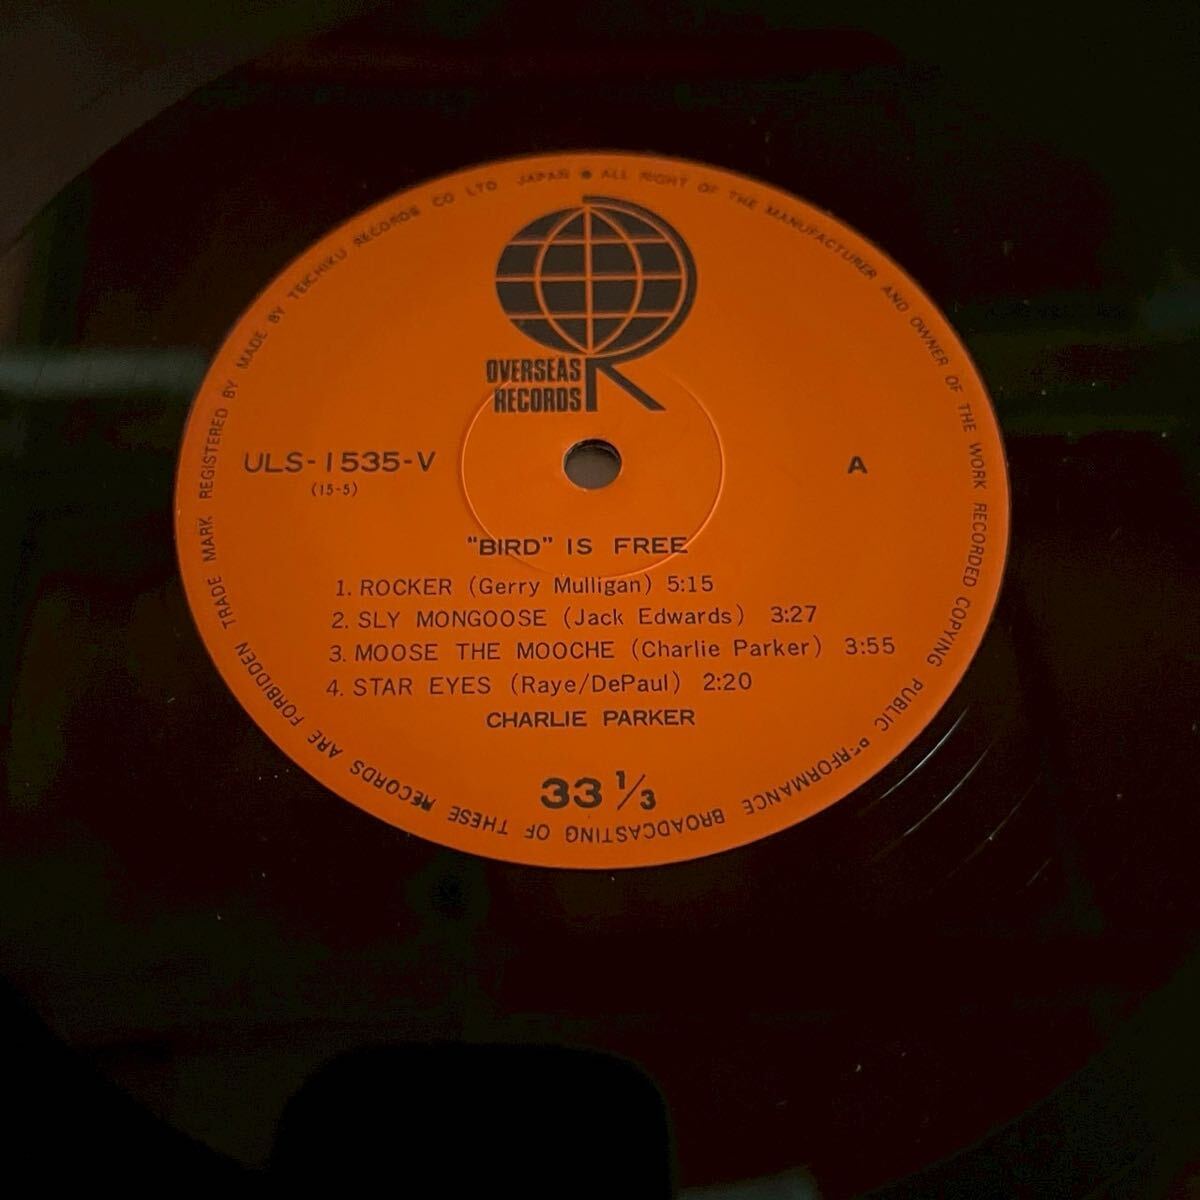 TRADE MARK REGISTERED BY MADE BY TEICHIKU RECORDS CO LTD JAPAN ● ALL RIGHT OF THE MANUFACTURER AND OWNER OF THE WORK RECORDED COPYING PUBLIC PERFORMANCE BROADCASTING OF THESE RECORDS ARE FORBIDDEN
OVERSEAS
RECORDS
ULS-1535-V
A
(15-5)
"BIRD" IS FREE
1. ROCKER (Gerry Mulligan) 5:15
2. SLY MONGOOSE (Jack Edwards) 3:27
3. MOOSE THE MOOCHE (Charlie Parker) 3:55
4. STAR EYES (Raye/DePaul) 2:20
CHARLIE PARKER
33 1/3